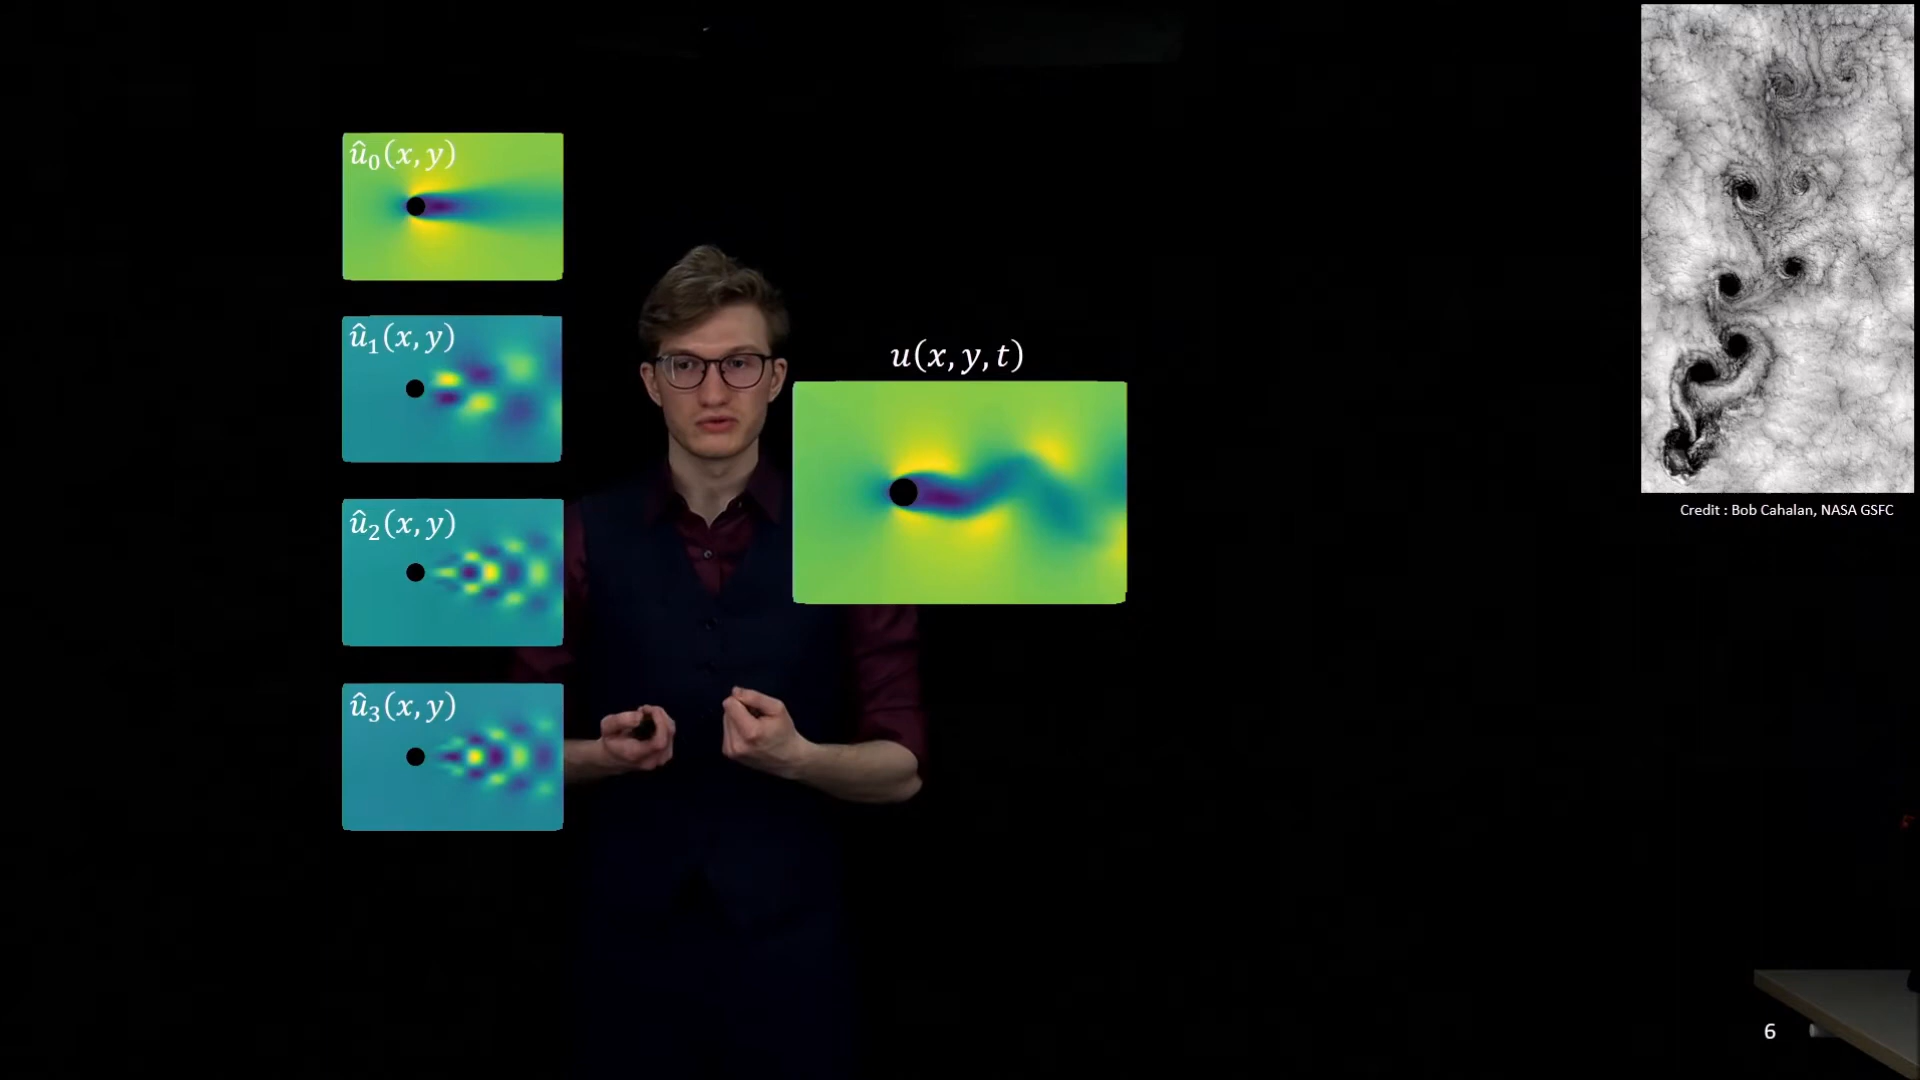 û₀(x, y)
û₁(x, y)
u(x, y, t)
û₂(x, y)
Credit : Bob Cahalan, NASA GSFC
û₃(x, y)
6